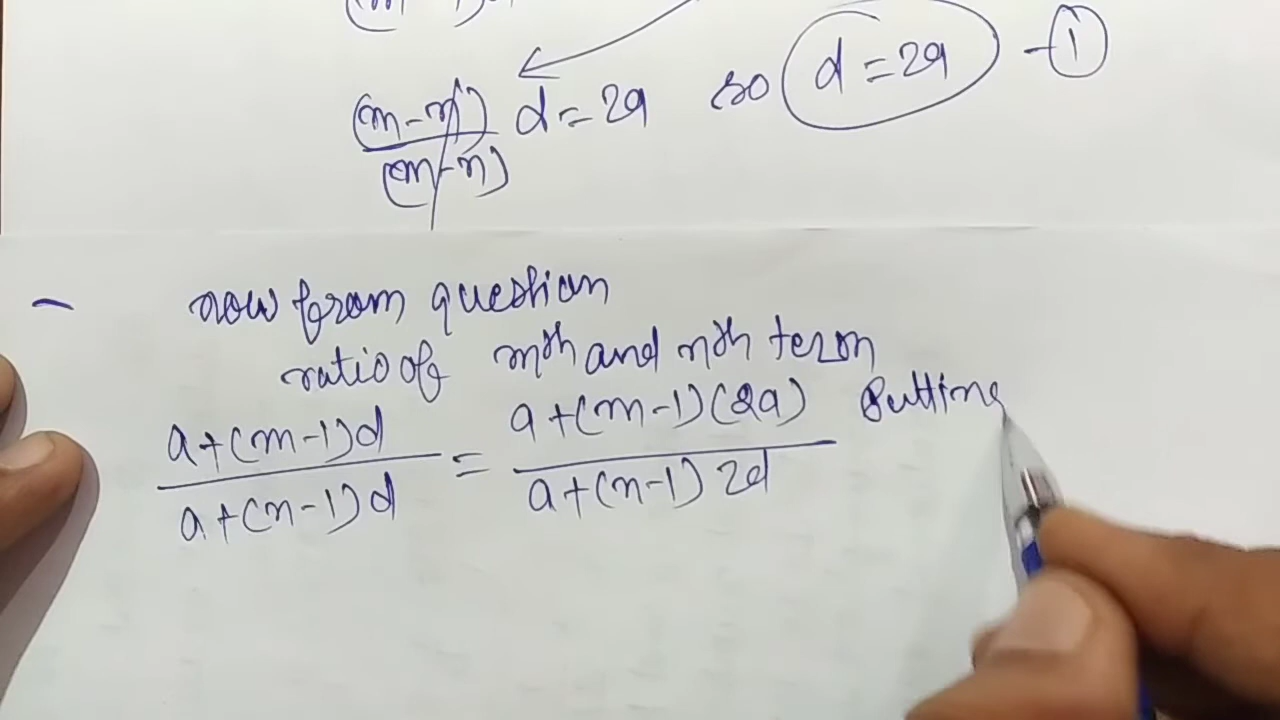 (m-n) d = 2a so d = 2a - 1
(m-n)
- now from question
ratio of mth and nth term
a+(m-1)d = a+(m-1)(2a) Putting
a+(n-1)d a+(n-1)2d